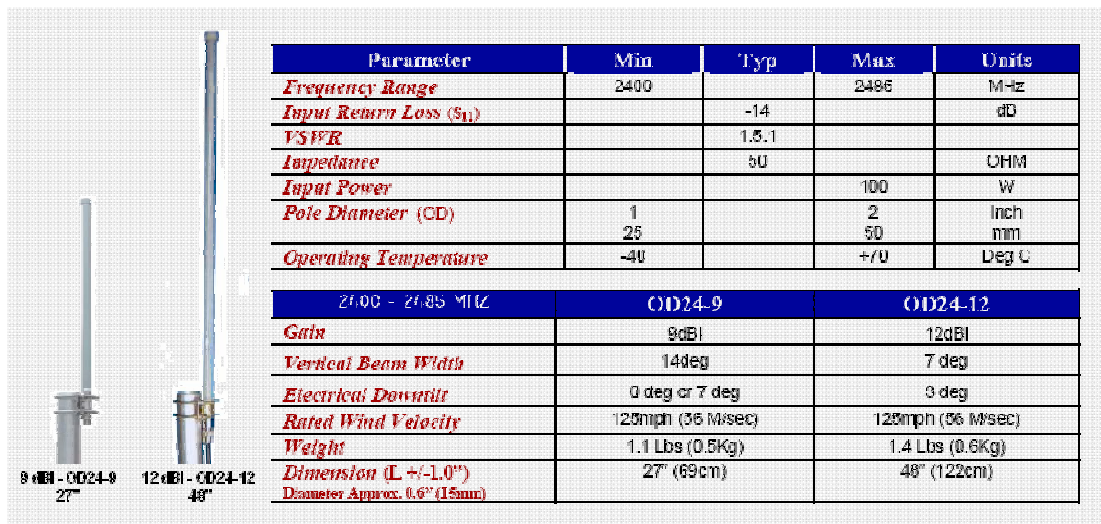 Parameter Min Typ Max Units
Frequency Range 2400 2485 MHz
Input Return Loss (S11) -14 dB
VSWR 1.5:1
Impedance 50 OHM
Input Power 100 W
Pole Diameter (OD) 1 2 Inch
25 50 mm
Operating Temperature -40 +70 Deg C
2400 - 2485 MHZ OD24-9 OD24-12
Gain 9dBI 12dBI
Vertical Beam Width 14deg 7 deg
Electrical Downtilt 0 deg or 7 deg 3 deg
Rated Wind Velocity 125mph (56 M/sec) 125mph (56 M/sec)
Weight 1.1 Lbs (0.5Kg) 1.4 Lbs (0.6Kg)
Dimension (L +/-1.0") 27" (69cm) 48" (122cm)
Diameter Approx. 0.6" (15mm)
9 dBI - OD24-9
27"
12 dBI - OD24-12
48"